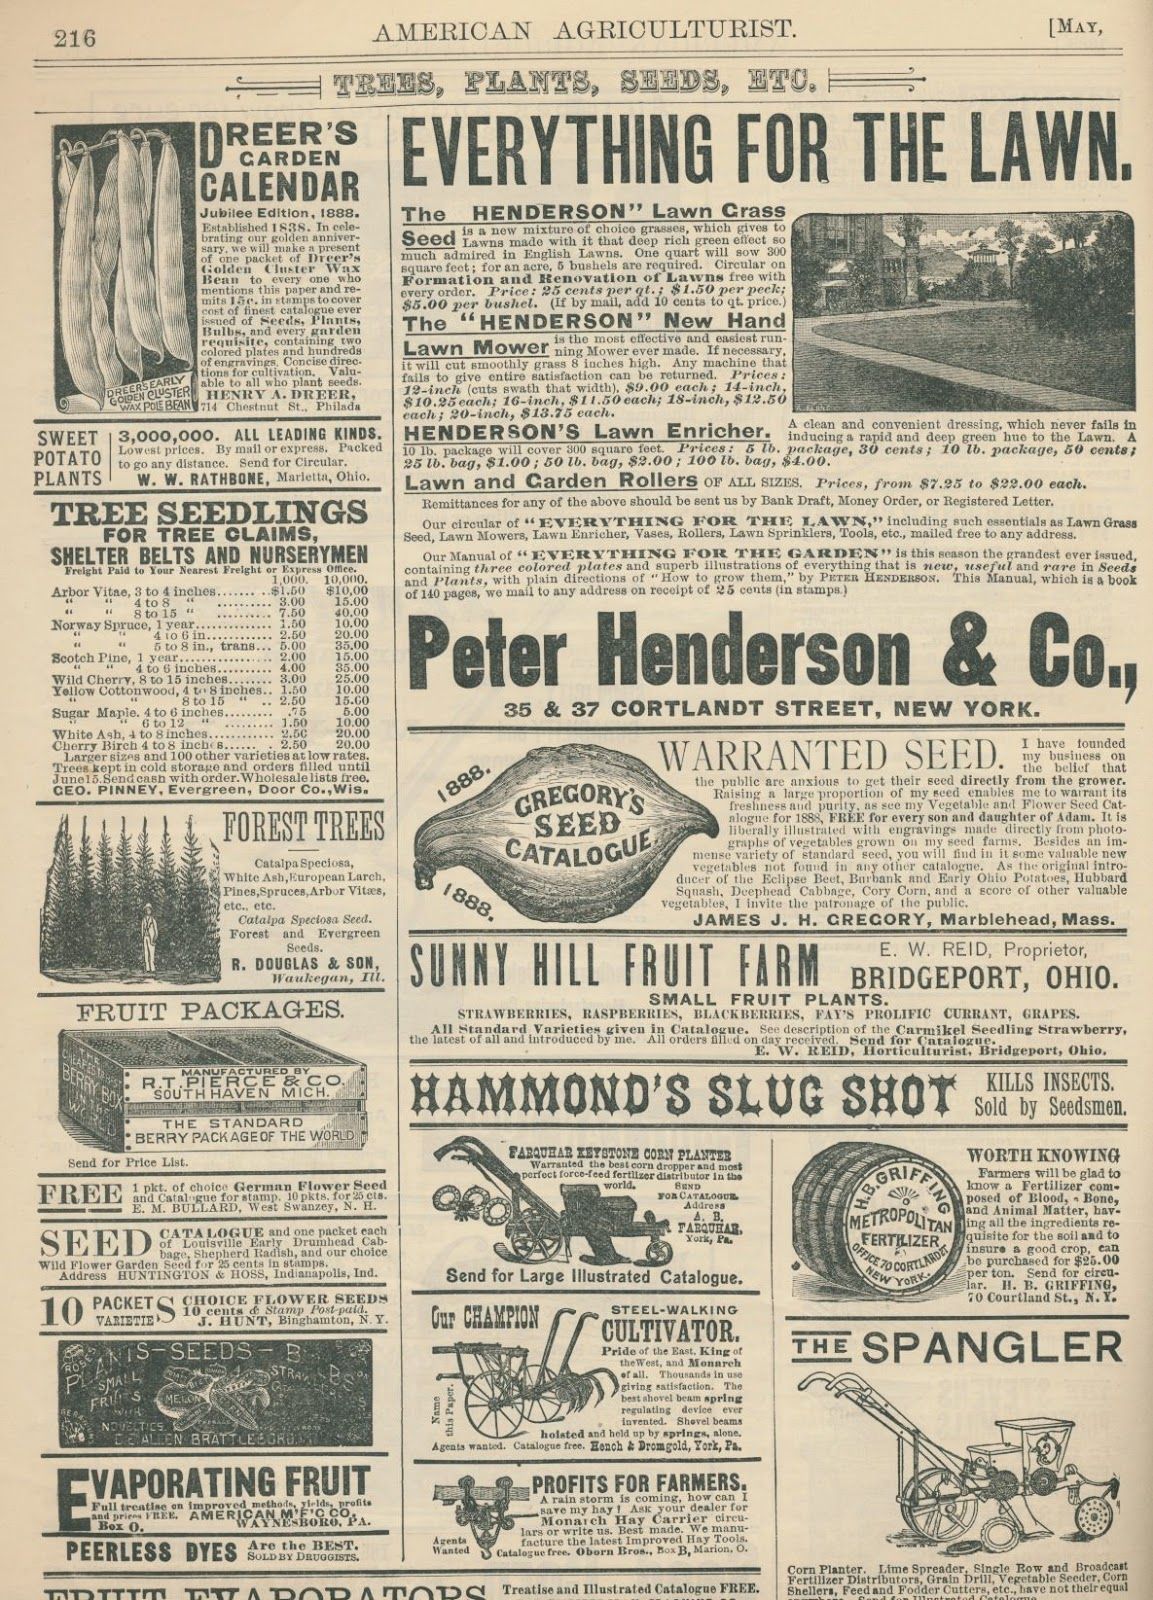 216
AMERICAN AGRICULTURIST.
[MAY,
TREES, PLANTS, SEEDS, ETC.
DREER'S
GARDEN
CALENDAR
Jubilee Edition, 1888.
Established 1838. In cele-
brating our golden anniver-
sary, we will make a present
of one packet of Dreer's
Golden Cluster Wax
Bean to every one who
mentions this paper and re-
mits 15c. in stamps to cover
cost of finest catalogue ever
issued of Seeds, Plants,
Bulbs, and every garden
requisite, containing two
colored plates and hundreds
of engravings. Concise direc-
tions for cultivation. Valu-
able to all who plant seeds.
HENRY A. DREER,
714 Chestnut St., Philada
DREER'S EARLY
GOLDEN CLUSTER
WAX POLE BEAN
SWEET
POTATO
PLANTS
3,000,000. ALL LEADING KINDS.
Lowest prices. By mail or express. Packed
to go any distance. Send for Circular.
W. W. RATHBONE, Marietta, Ohio.
TREE SEEDLINGS
FOR TREE CLAIMS,
SHELTER BELTS AND NURSERYMEN
Freight Paid to Your Nearest Freight or Express Office.
1,000. 10,000.
Arbor Vitae, 3 to 4 inches.......$1.50 $10,00
" " 4 to 8 " .......... 3.00 15.00
" " 8 to 15 " .......... 7.50 40.00
Norway Spruce, 1 year............ 1.50 10.00
" " 4 to 6 in............ 2.50 20.00
" " 5 to 8 in., trans... 5.00 35.00
Scotch Pine, 1 year............... 2.00 15.00
" " 4 to 6 inches........ 4.00 35.00
Wild Cherry, 8 to 15 inches....... 3.00 25.00
Yellow Cottonwood, 4 to 8 inches.. 1.50 10.00
" " 8 to 15 " .. 2.50 15.00
Sugar Maple. 4 to 6 inches......... .75 5.00
" " 6 to 12 " .......... 1.50 10.00
White Ash, 4 to 8 inches........... 2.50 20.00
Cherry Birch 4 to 8 inches......... 2.50 20.00
Larger sizes and 100 other varieties at low rates.
Trees kept in cold storage and orders filled until
June 15. Send cash with order. Wholesale lists free.
GEO. PINNEY, Evergreen, Door Co., Wis.
FOREST TREES
Catalpa Speciosa,
White Ash, European Larch,
Pines, Spruces, Arbor Vitæs,
etc., etc.
Catalpa Speciosa Seed.
Forest and Evergreen
Seeds.
R. DOUGLAS & SON,
Waukegan, Ill.
FRUIT PACKAGES.
MANUFACTURED BY
R.T. PIERCE & CO.
SOUTH HAVEN MICH.
THE STANDARD
BERRY PACKAGE OF THE WORLD
BERRY BOX
Send for Price List.
FREE
1 pkt. of choice German Flower Seed
and Catalogue for stamp. 10 pkts. for 25 cts.
E. M. BULLARD, West Swanzey, N. H.
SEED
CATALOGUE and one packet each
of Louisville Early Drumhead Cab-
bage, Shepherd Radish, and our choice
Wild Flower Garden Seed for 25 cents in stamps.
Address HUNTINGTON & HOSS, Indianapolis, Ind.
10 PACKETS
VARIETIES
CHOICE FLOWER SEEDS
10 cents & Stamp Post-paid.
J. HUNT, Binghamton, N. Y.
SEEDS
SMALL
FRUITS
MELON
NOVELTIES
C.E. ALLEN BRATTLEBORO
EVAPORATING FRUIT
Full treatise on improved methods, yields, profits
and prices FREE. AMERICAN M'F'G CO.,
Box O. WAYNESBORO, PA.
PEERLESS DYES Are the BEST.
SOLD BY DRUGGISTS.
EVERYTHING FOR THE LAWN.
The HENDERSON" Lawn Grass
Seed is a new mixture of choice grasses, which gives to
Lawns made with it that deep rich green effect so
much admired in English Lawns. One quart will sow 300
square feet; for an acre, 5 bushels are required. Circular on
Formation and Renovation of Lawns free with
every order. Price: 25 cents per qt.; $1.50 per peck;
$5.00 per bushel. (If by mail, add 10 cents to qt. price.)
The "HENDERSON" New Hand
Lawn Mower is the most effective and easiest run-
ning Mower ever made. If necessary,
it will cut smoothly grass 8 inches high. Any machine that
fails to give entire satisfaction can be returned. Prices:
12-inch (cuts swath that width), $9.00 each; 14-inch,
$10.25 each; 16-inch, $11.50 each; 18-inch, $12.50
each; 20-inch, $13.75 each.
HENDERSON'S Lawn Enricher. A clean and convenient dressing, which never fails in
inducing a rapid and deep green hue to the Lawn. A
10 lb. package will cover 300 square feet. Prices: 5 lb. package, 30 cents; 10 lb. package, 50 cents;
25 lb. bag, $1.00; 50 lb. bag, $2.00; 100 lb. bag, $4.00.
Lawn and Garden Rollers OF ALL SIZES. Prices, from $7.25 to $22.00 each.
Remittances for any of the above should be sent us by Bank Draft, Money Order, or Registered Letter.
Our circular of "EVERYTHING FOR THE LAWN," including such essentials as Lawn Grass
Seed, Lawn Mowers, Lawn Enricher, Vases, Rollers, Lawn Sprinklers, Tools, etc., mailed free to any address.
Our Manual of "EVERYTHING FOR THE GARDEN" is this season the grandest ever issued,
containing three colored plates and superb illustrations of everything that is new, useful and rare in Seeds
and Plants, with plain directions of "How to grow them," by PETER HENDERSON. This Manual, which is a book
of 140 pages, we mail to any address on receipt of 25 cents (in stamps.)
Peter Henderson & Co.,
35 & 37 CORTLANDT STREET, NEW YORK.
1888.
GREGORY'S
SEED
CATALOGUE
1888.
WARRANTED SEED. I have founded
my business on
the belief that
the public are anxious to get their seed directly from the grower.
Raising a large proportion of my seed enables me to warrant its
freshness and purity, as see my Vegetable and Flower Seed Cat-
alogue for 1888, FREE for every son and daughter of Adam. It is
liberally illustrated with engravings made directly from photo-
graphs of vegetables grown on my seed farms. Besides an im-
mense variety of standard seed, you will find in it some valuable new
vegetables not found in any other catalogue. As the original intro-
ducer of the Eclipse Beet, Burbank and Early Ohio Potatoes, Hubbard
Squash, Deephead Cabbage, Cory Corn, and a score of other valuable
vegetables, I invite the patronage of the public.
JAMES J. H. GREGORY, Marblehead, Mass.
SUNNY HILL FRUIT FARM
E. W. REID, Proprietor,
BRIDGEPORT, OHIO.
SMALL FRUIT PLANTS.
STRAWBERRIES, RASPBERRIES, BLACKBERRIES, FAY'S PROLIFIC CURRANT, GRAPES.
All Standard Varieties given in Catalogue. See description of the Carmikel Seedling Strawberry,
the latest of all and introduced by me. All orders filled on day received. Send for Catalogue.
E. W. REID, Horticulturist, Bridgeport, Ohio.
HAMMOND'S SLUG SHOT
KILLS INSECTS.
Sold by Seedsmen.
FARQUHAR KEYSTONE CORN PLANTER
Warranted the best corn dropper and most
perfect force-feed fertilizer distributor in the
world.
SEND
FOR CATALOGUE.
Address
A. B.
FARQUHAR,
York, Pa.
Send for Large Illustrated Catalogue.
Our CHAMPION
STEEL-WALKING
CULTIVATOR.
Pride of the East, King of
the West, and Monarch
of all. Thousands in use
giving satisfaction. The
best shovel beam spring
regulating device ever
invented. Shovel beams
hoisted and held up by springs, alone.
Name
this Paper.
Agents wanted. Catalogue free. Hench & Dromgold, York, Pa.
PROFITS FOR FARMERS.
A rain storm is coming, how can I
save my hay? Ask your dealer for
Monarch Hay Carrier circu-
lars or write us. Best made. We manu-
facture the latest Improved Hay Tools.
Agents
Wanted
Catalogue free. Oborn Bros., Box B, Marion, O.
H.B. GRIFFING
METROPOLITAN
FERTILIZER
OFFICE 70 CORTLANDT ST
NEW YORK.
WORTH KNOWING
Farmers will be glad to
know a Fertilizer com-
posed of Blood, Bone,
and Animal Matter, hav-
ing all the ingredients re-
quisite for the soil and to
insure a good crop, can
be purchased for $25.00
per ton. Send for circu-
lar. H. B. GRIFFING,
70 Courtland St., N. Y.
THE SPANGLER
Corn Planter, Lime Spreader, Single Row and Broadcast
Fertilizer Distributors, Grain Drill, Vegetable Seeder, Corn
Shellers, Feed and Fodder Cutters, etc., have not their equal
FRUIT EVAPORATORS
Treatise and Illustrated Catalogue FREE.